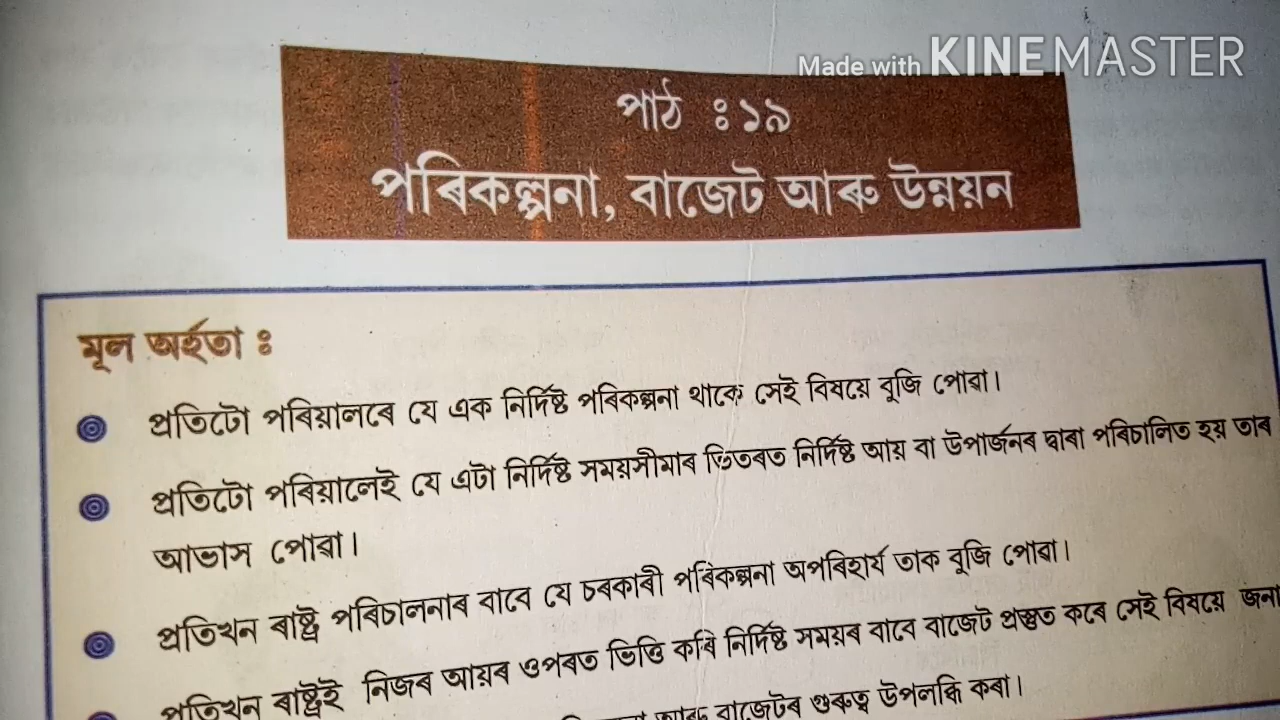 Made with KINEMASTER
পাঠ ঃ ১৯
পৰিকল্পনা, বাজেট আৰু উন্নয়ন
মূল অৰ্হতা ঃ
প্ৰতিটো পৰিয়ালৰে যে এক নিৰ্দিষ্ট পৰিকল্পনা থাকে সেই বিষয়ে বুজি পোৱা।
প্ৰতিটো পৰিয়ালেই যে এটা নিৰ্দিষ্ট সময়সীমাৰ ভিতৰত নিৰ্দিষ্ট আয় বা উপাৰ্জনৰ দ্বাৰা পৰিচালিত হয় তাৰ
আভাস পোৱা।
প্ৰতিখন ৰাষ্ট্ৰ পৰিচালনাৰ বাবে যে চৰকাৰী পৰিকল্পনা অপৰিহাৰ্য তাক বুজি পোৱা।
প্ৰতিখন ৰাষ্ট্ৰই নিজৰ আয়ৰ ওপৰত ভিত্তি কৰি নিৰ্দিষ্ট সময়ৰ বাবে বাজেট প্ৰস্তুত কৰে সেই বিষয়ে জনা
আৰু বাজেটৰ গুৰুত্ব উপলব্ধি কৰা।